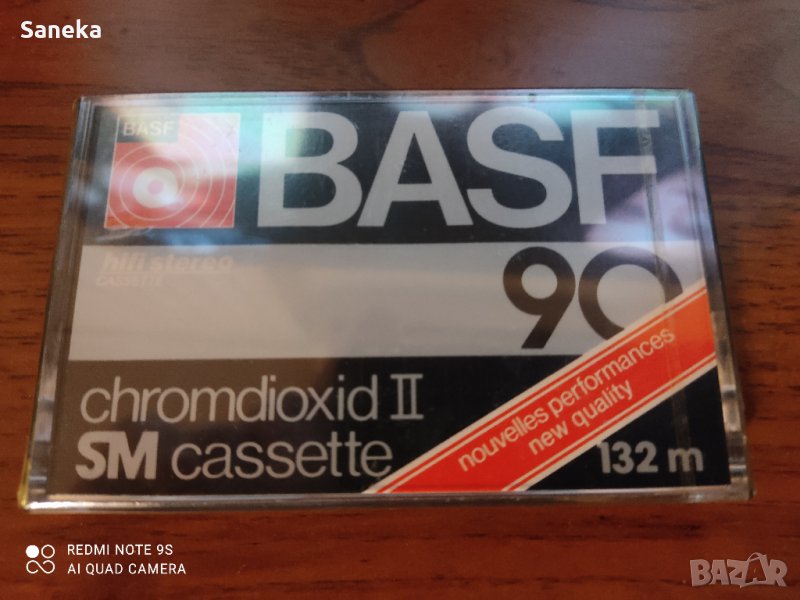 Saneka
BASF
BASF
hifi stereo
CASSETTE
90
chromdioxid II
SM cassette
nouvelles performances
new quality
132 m
REDMI NOTE 9S
AI QUAD CAMERA
BAZAR